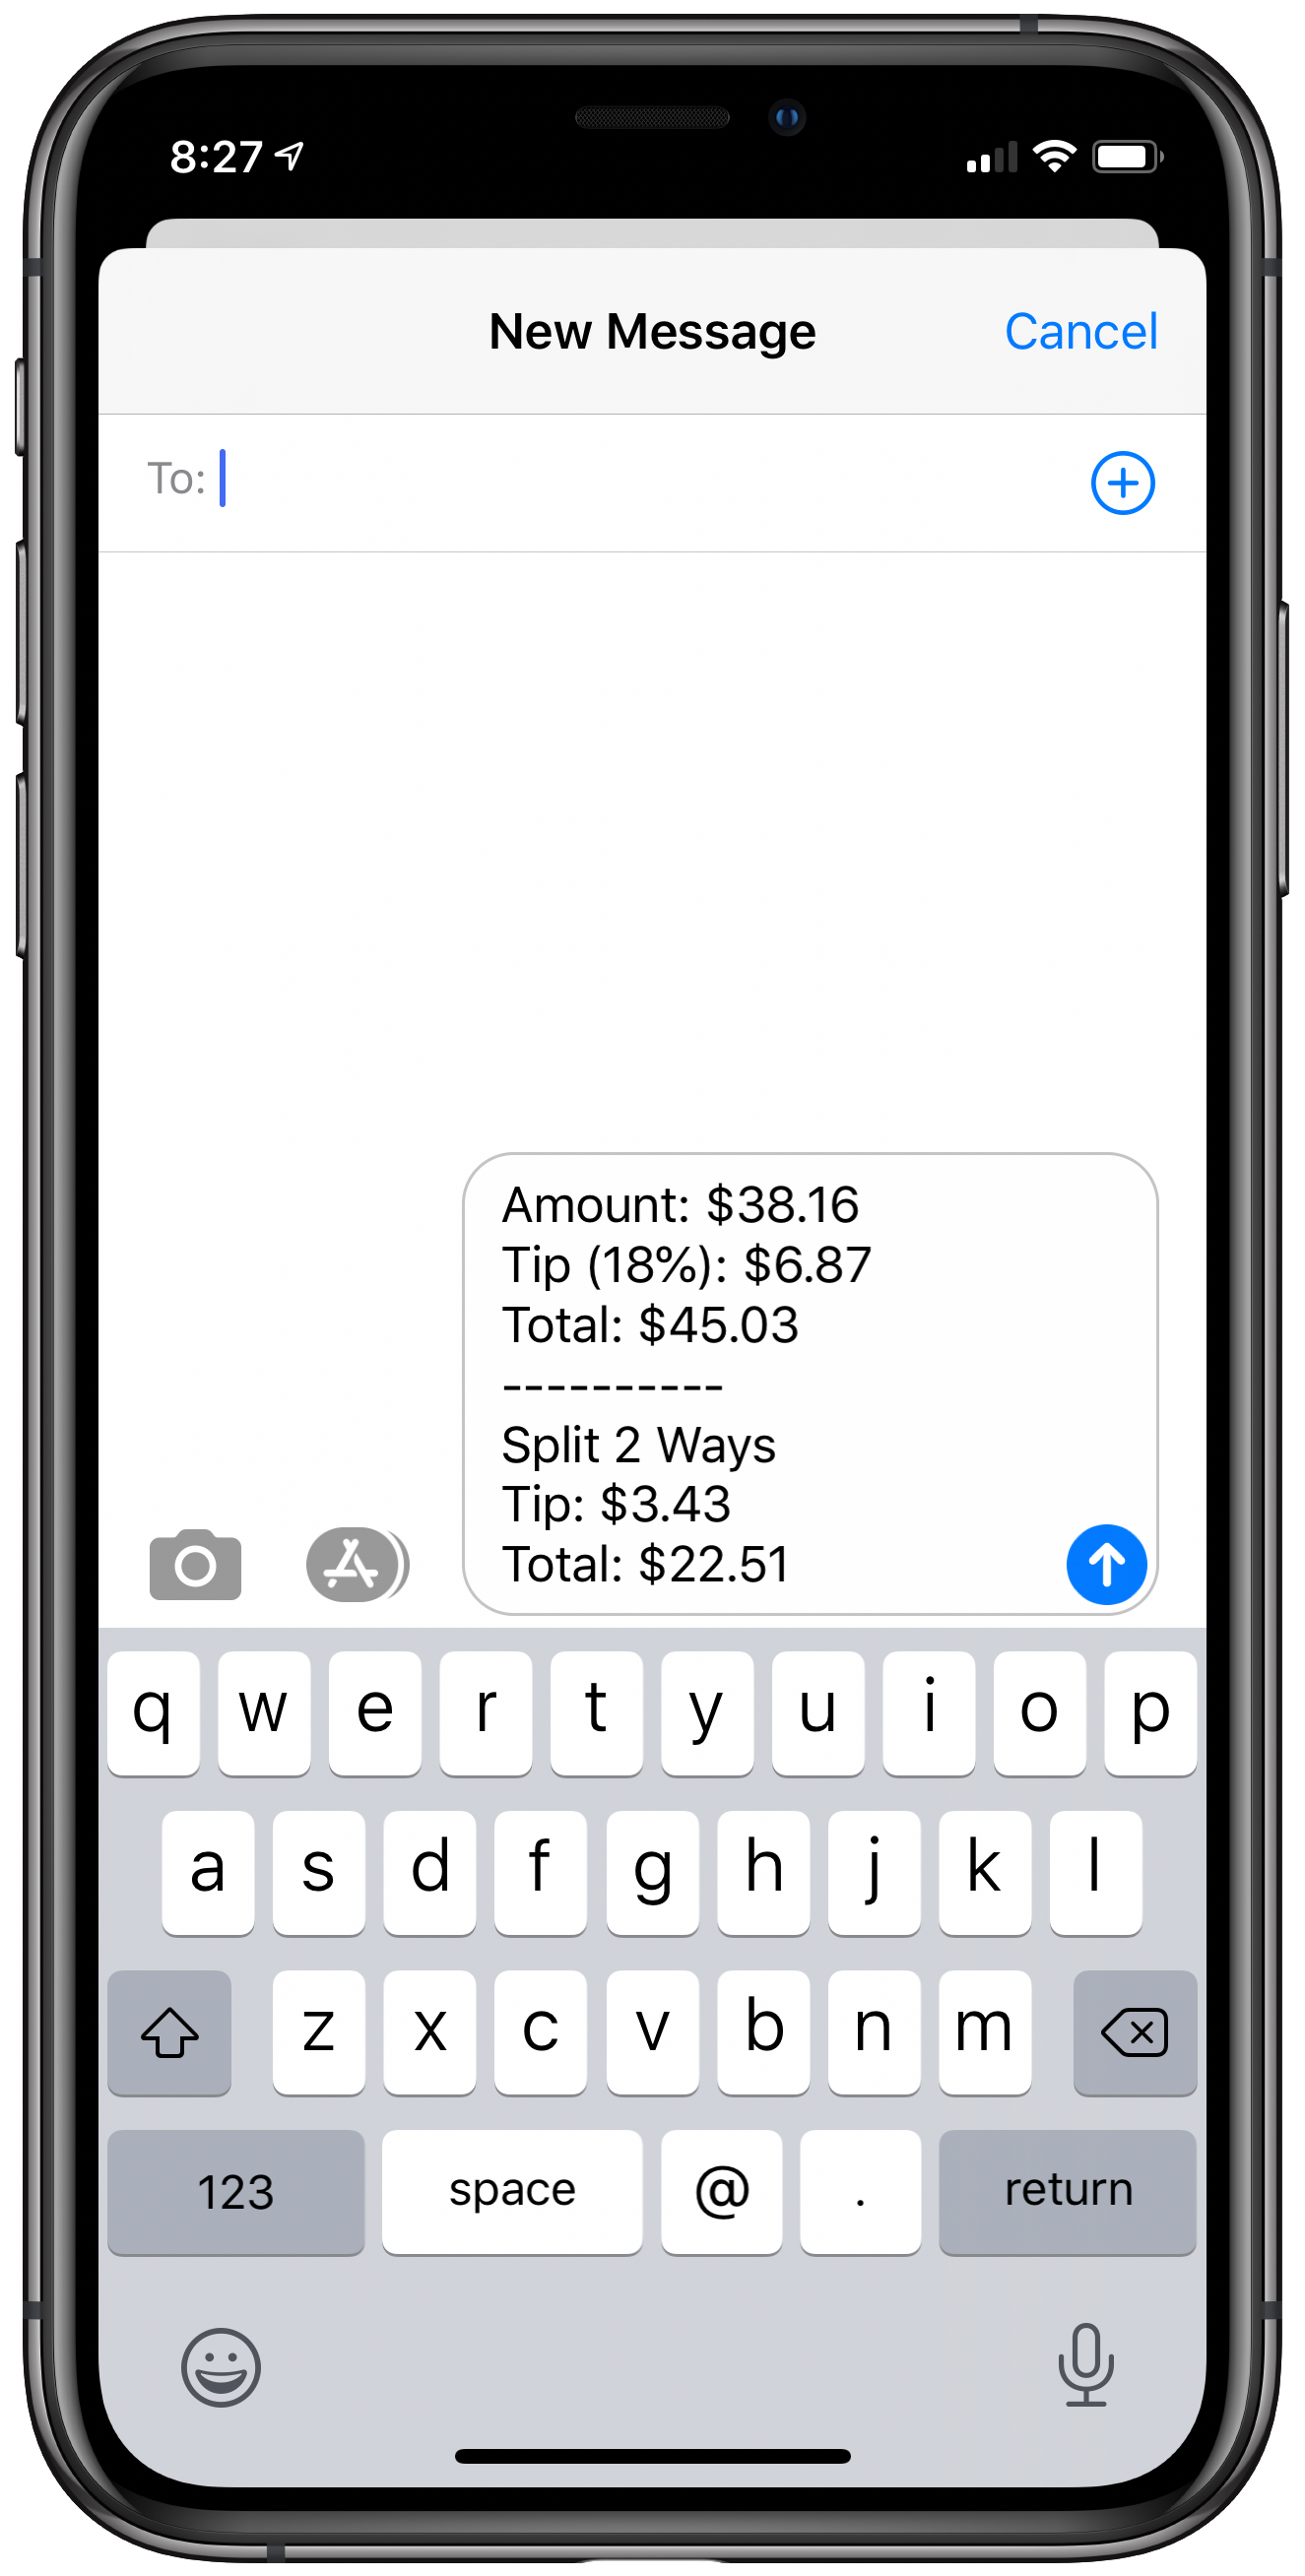 8:27
New Message
Cancel
To:
Amount: $38.16
Tip (18%): $6.87
Total: $45.03
----------
Split 2 Ways
Tip: $3.43
Total: $22.51
q w e r t y u i o p
a s d f g h j k l
z x c v b n m
123 space @ . return